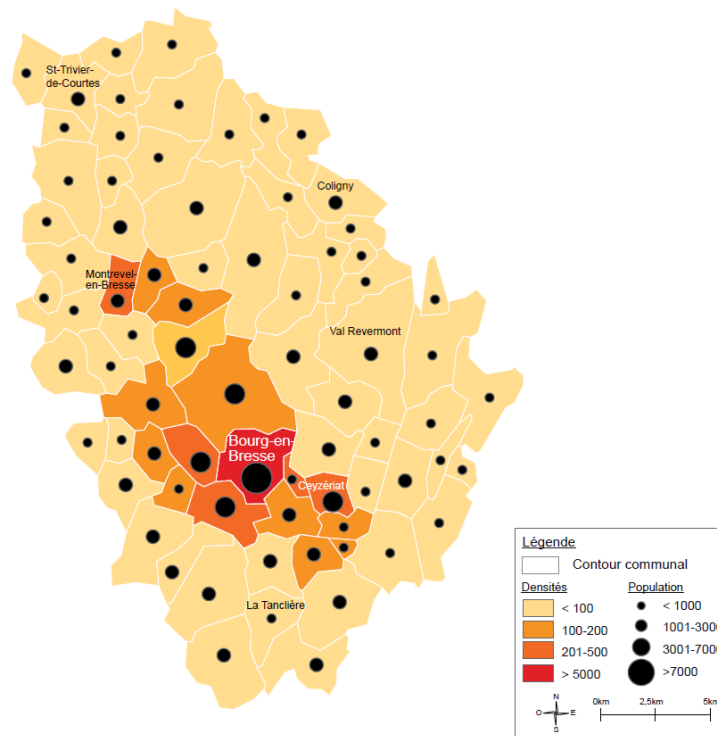 St-Trivier-
de-Courtes
Coligny
Montrevel-
en-Bresse
Val Revermont
Bourg-en-
Bresse
Ceyzériat
La Tanclière
Légende
Contour communal
Densités
Population
< 100
< 1000
100-200
1001-3000
201-500
3001-7000
> 5000
>7000
N
O
E
S
0km
2,5km
5km